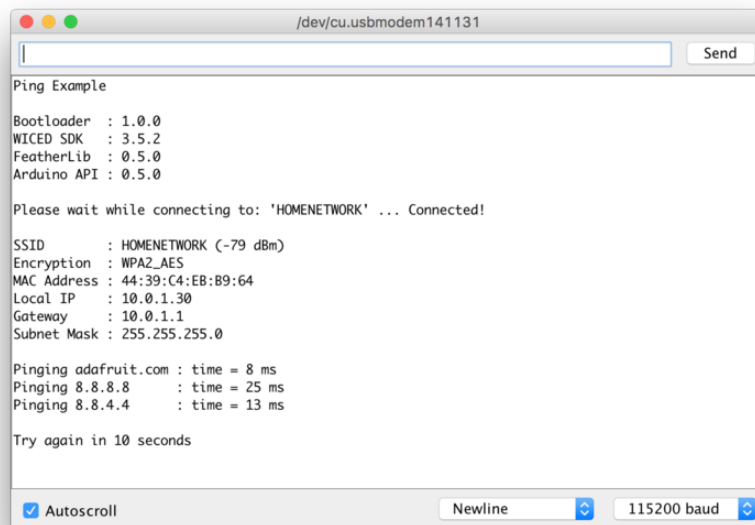 /dev/cu.usbmodem141131
Send
Ping Example
Bootloader : 1.0.0
WICED SDK : 3.5.2
FeatherLib : 0.5.0
Arduino API : 0.5.0
Please wait while connecting to: 'HOMENETWORK' ... Connected!
SSID : HOMENETWORK (-79 dBm)
Encryption : WPA2_AES
MAC Address : 44:39:C4:EB:B9:64
Local IP : 10.0.1.30
Gateway : 10.0.1.1
Subnet Mask : 255.255.255.0
Pinging adafruit.com : time = 8 ms
Pinging 8.8.8.8 : time = 25 ms
Pinging 8.8.4.4 : time = 13 ms
Try again in 10 seconds
Autoscroll Newline 115200 baud